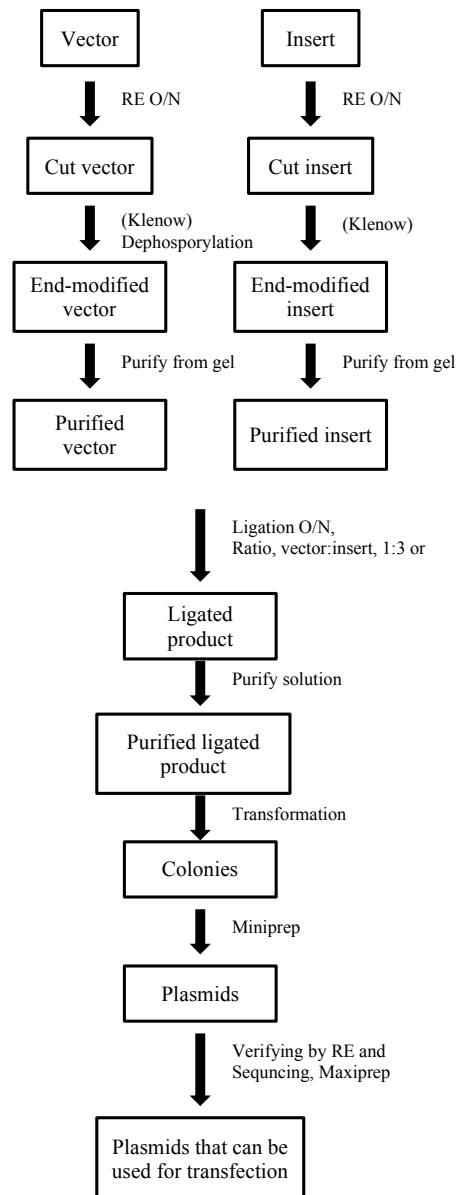 Vector
Insert
RE O/N
RE O/N
Cut vector
Cut insert
(Klenow)
Dephosporylation
(Klenow)
End-modified
vector
End-modified
insert
Purify from gel
Purify from gel
Purified
vector
Purified insert
Ligation O/N,
Ratio, vector:insert, 1:3 or
Ligated
product
Purify solution
Purified ligated
product
Transformation
Colonies
Miniprep
Plasmids
Verifying by RE and
Sequncing, Maxiprep
Plasmids that can be
used for transfection